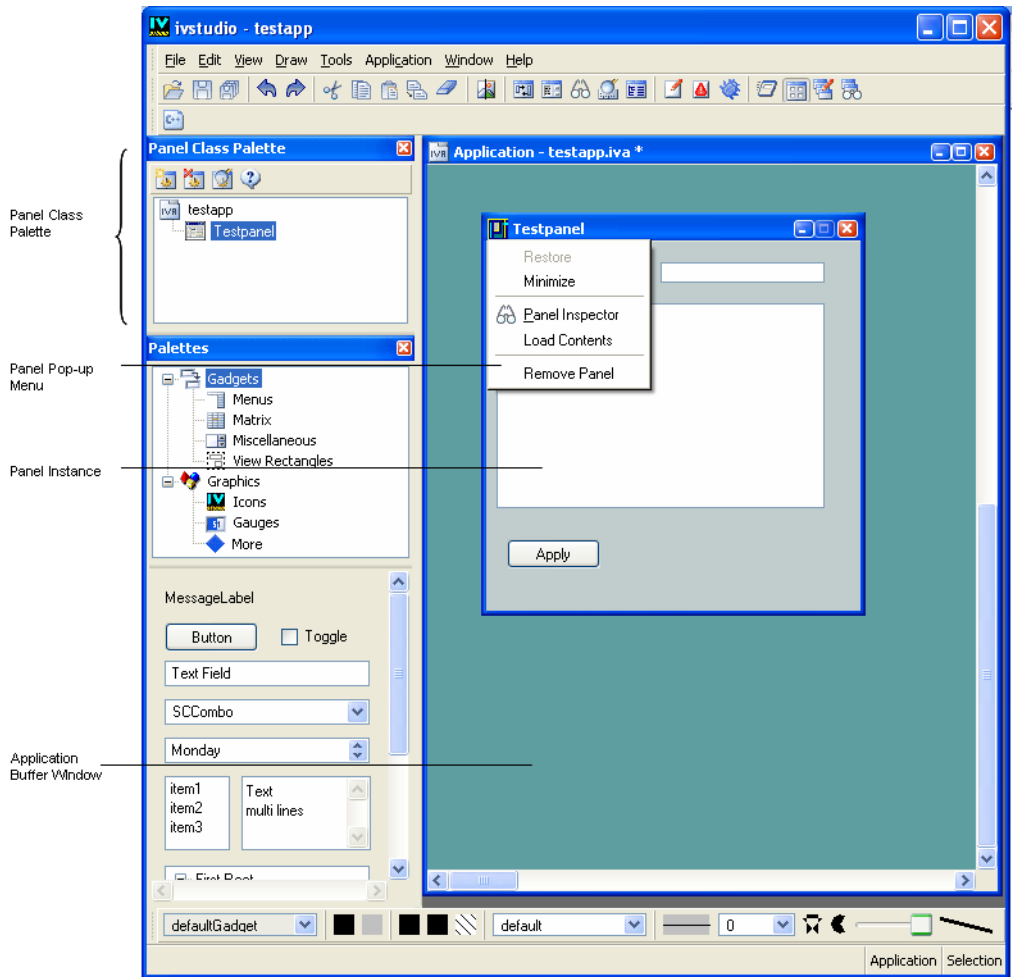 ivstudio - testapp
File Edit View Draw Tools Application Window Help
C++
Panel Class Palette
testapp
Testpanel
Panel Class
Palette
Palettes
Gadgets
Menus
Matrix
Miscellaneous
View Rectangles
Graphics
Icons
Gauges
More
Panel Pop-up
Menu
Panel Instance
MessageLabel
Button
Toggle
Text Field
SCCombo
Monday
item1
item2
item3
Text
multi lines
First Root
Application
Buffer Window
IVA Application - testapp.iva *
Testpanel
Restore
Minimize
Panel Inspector
Load Contents
Remove Panel
Apply
defaultGadget
default
0
Application Selection